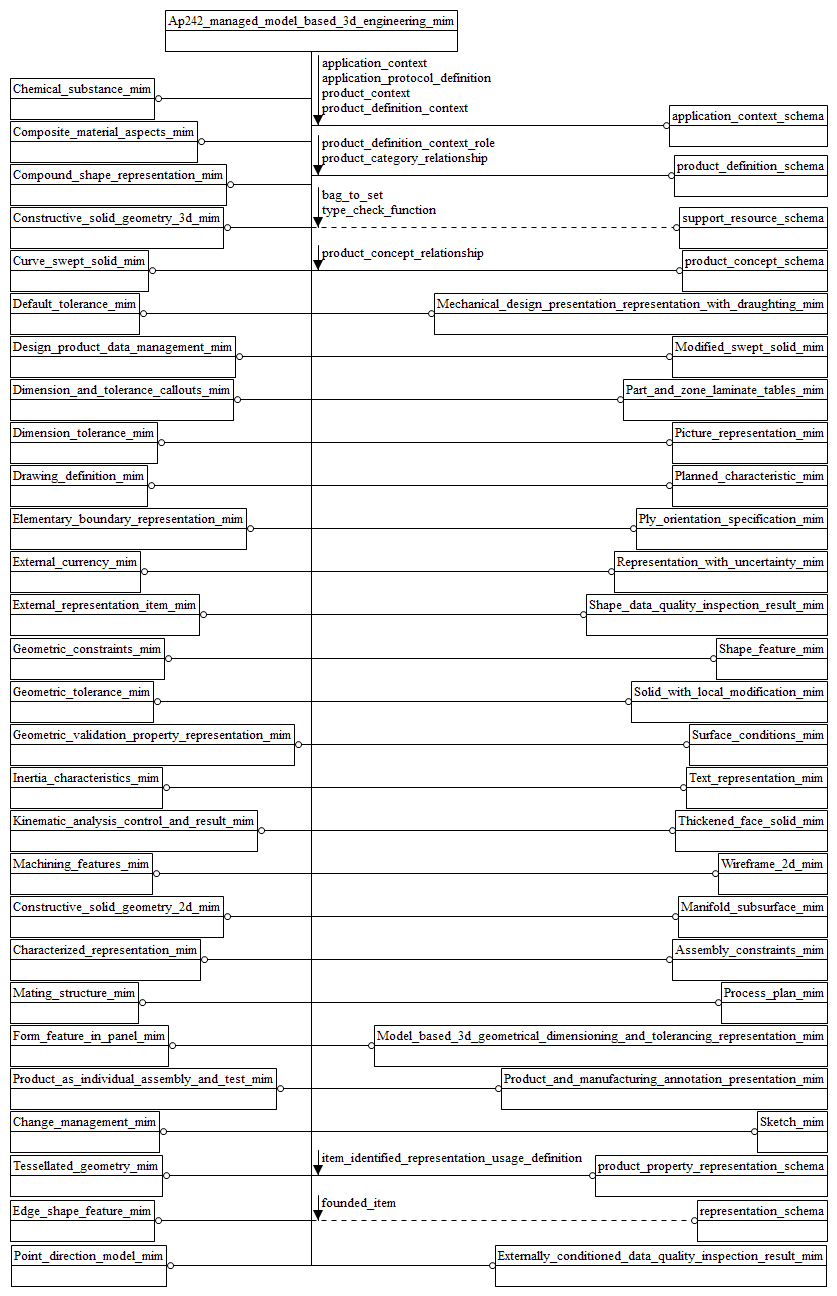 Ap242_managed_model_based_3d_engineering_mim
application_context
application_protocol_definition
product_context
product_definition_context
Chemical_substance_mim
application_context_schema
Composite_material_aspects_mim
product_definition_context_role
product_category_relationship
product_definition_schema
Compound_shape_representation_mim
bag_to_set
type_check_function
Constructive_solid_geometry_3d_mim
support_resource_schema
product_concept_relationship
Curve_swept_solid_mim
product_concept_schema
Default_tolerance_mim
Mechanical_design_presentation_representation_with_draughting_mim
Design_product_data_management_mim
Modified_swept_solid_mim
Dimension_and_tolerance_callouts_mim
Part_and_zone_laminate_tables_mim
Dimension_tolerance_mim
Picture_representation_mim
Drawing_definition_mim
Planned_characteristic_mim
Elementary_boundary_representation_mim
Ply_orientation_specification_mim
External_currency_mim
Representation_with_uncertainty_mim
External_representation_item_mim
Shape_data_quality_inspection_result_mim
Geometric_constraints_mim
Shape_feature_mim
Geometric_tolerance_mim
Solid_with_local_modification_mim
Geometric_validation_property_representation_mim
Surface_conditions_mim
Inertia_characteristics_mim
Text_representation_mim
Kinematic_analysis_control_and_result_mim
Thickened_face_solid_mim
Machining_features_mim
Wireframe_2d_mim
Constructive_solid_geometry_2d_mim
Manifold_subsurface_mim
Characterized_representation_mim
Assembly_constraints_mim
Mating_structure_mim
Process_plan_mim
Form_feature_in_panel_mim
Model_based_3d_geometrical_dimensioning_and_tolerancing_representation_mim
Product_as_individual_assembly_and_test_mim
Product_and_manufacturing_annotation_presentation_mim
Change_management_mim
Sketch_mim
item_identified_representation_usage_definition
Tessellated_geometry_mim
product_property_representation_schema
founded_item
Edge_shape_feature_mim
representation_schema
Point_direction_model_mim
Externally_conditioned_data_quality_inspection_result_mim